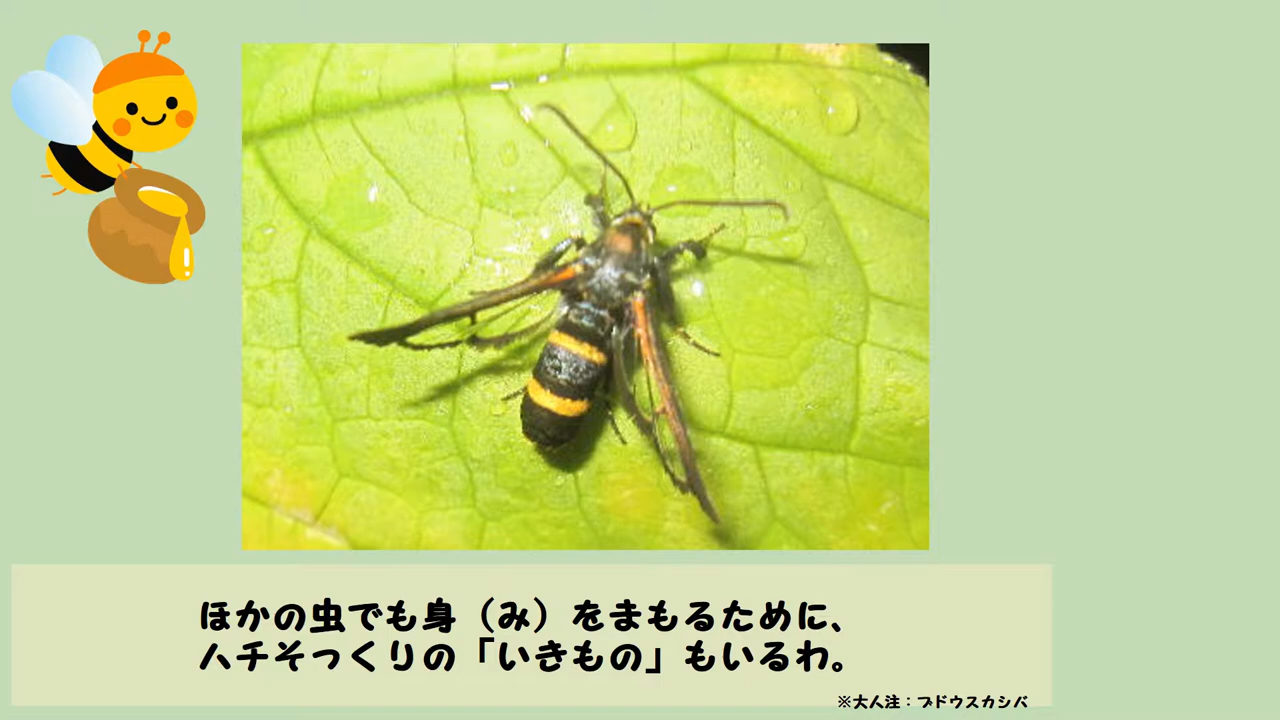 ほかの虫でも身（み）をまもるために、
ハチそっくりの「いきもの」もいるわ。
※大人注：ブドウスカシバ